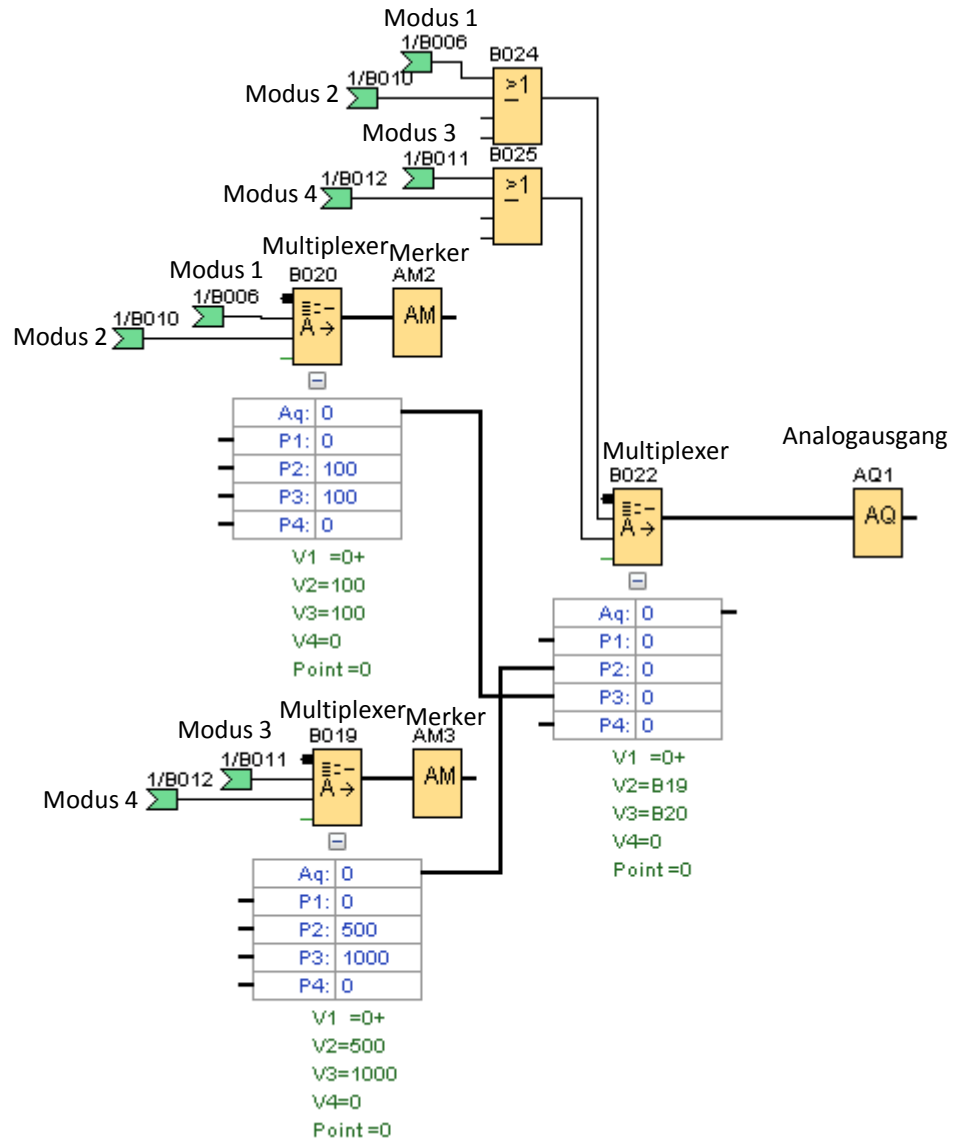 Modus 1
1/B006
B024
≥1
1/B010
Modus 2
Modus 3
1/B011
B025
≥1
1/B012
Modus 4
Multiplexer
Merker
Modus 1
B020
AM2
1/B006
A→
AM
1/B010
Modus 2
Aq: 0
P1: 0
P2: 100
P3: 100
P4: 0
V1 =0+
V2=100
V3=100
V4=0
Point=0
Multiplexer
Analogausgang
B022
AQ1
A→
AQ
Aq: 0
P1: 0
P2: 0
P3: 0
P4: 0
V1 =0+
V2=B19
V3=B20
V4=0
Point=0
Multiplexer
Merker
Modus 3
B019
AM3
1/B011
A→
AM
1/B012
Modus 4
Aq: 0
P1: 0
P2: 500
P3: 1000
P4: 0
V1 =0+
V2=500
V3=1000
V4=0
Point=0